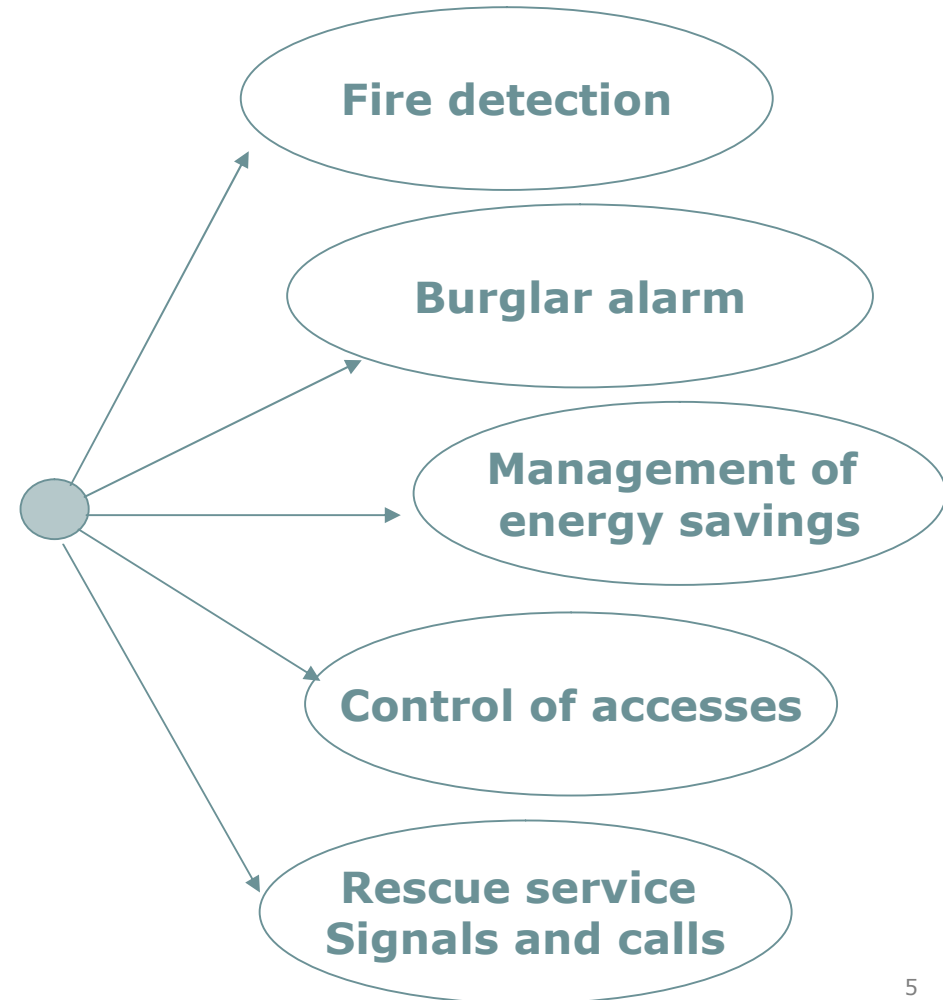 Fire detection
Burglar alarm
Management of
energy savings
Control of accesses
Rescue service
Signals and calls
5